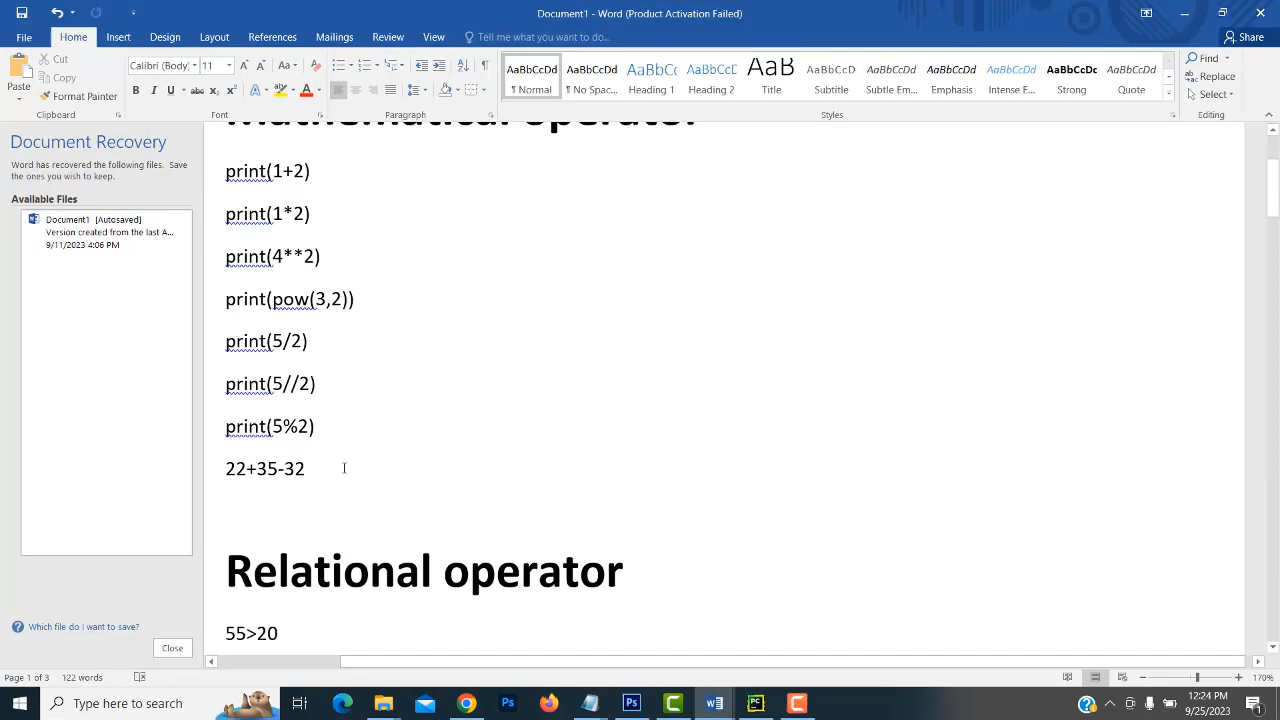 Document1 - Word (Product Activation Failed)
File Home Insert Design Layout References Mailings Review View Tell me what you want to do... Share
Paste
Cut
Copy
Format Painter
Clipboard
Calibri (Body) 11
Font
Paragraph
AaBbCcDd AaBbCcDd AaBbCc AaBbCcD AaB AaBbCcD AaBbCcDd AaBbCcDd AaBbCcDd AaBbCcDc AaBbCcDd
¶ Normal ¶ No Spac... Heading 1 Heading 2 Title Subtitle Subtle Em... Emphasis Intense E... Strong Quote
Styles
Find
Replace
Select
Editing
Document Recovery
Word has recovered the following files. Save
the ones you wish to keep.
Available Files
Document1 [Autosaved]
Version created from the last A...
9/11/2023 4:06 PM
Which file do I want to save?
Close
Mathematical operator
print(1+2)
print(1*2)
print(4**2)
print(pow(3,2))
print(5/2)
print(5//2)
print(5%2)
22+35-32
Relational operator
55>20
Page 1 of 3 122 words 170%
Type here to search
12:24 PM
9/25/2023